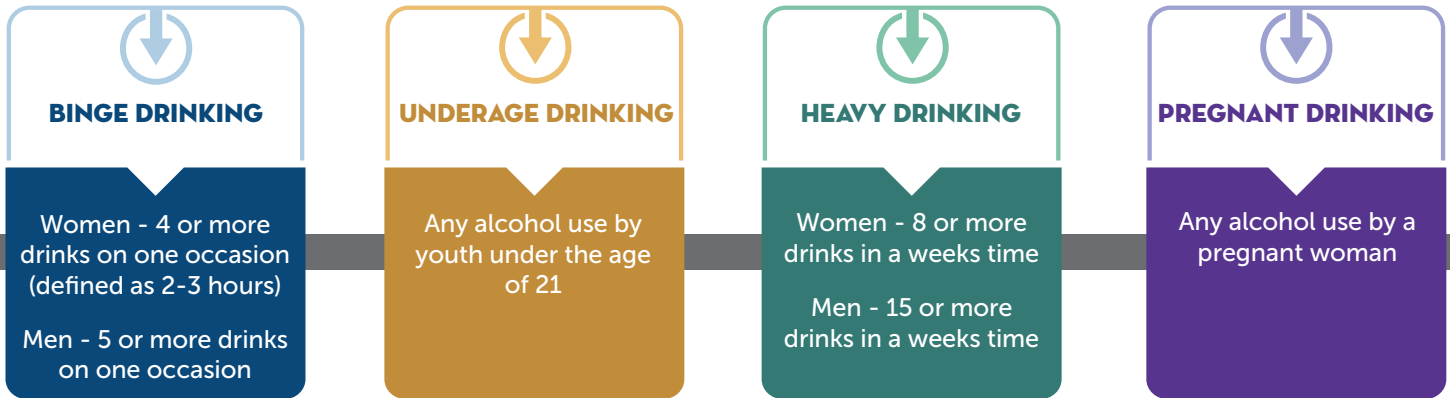 BINGE DRINKING
Women - 4 or more
drinks on one occasion
(defined as 2-3 hours)
Men - 5 or more drinks
on one occasion
UNDERAGE DRINKING
Any alcohol use by
youth under the age
of 21
HEAVY DRINKING
Women - 8 or more
drinks in a weeks time
Men - 15 or more
drinks in a weeks time
PREGNANT DRINKING
Any alcohol use by a
pregnant woman